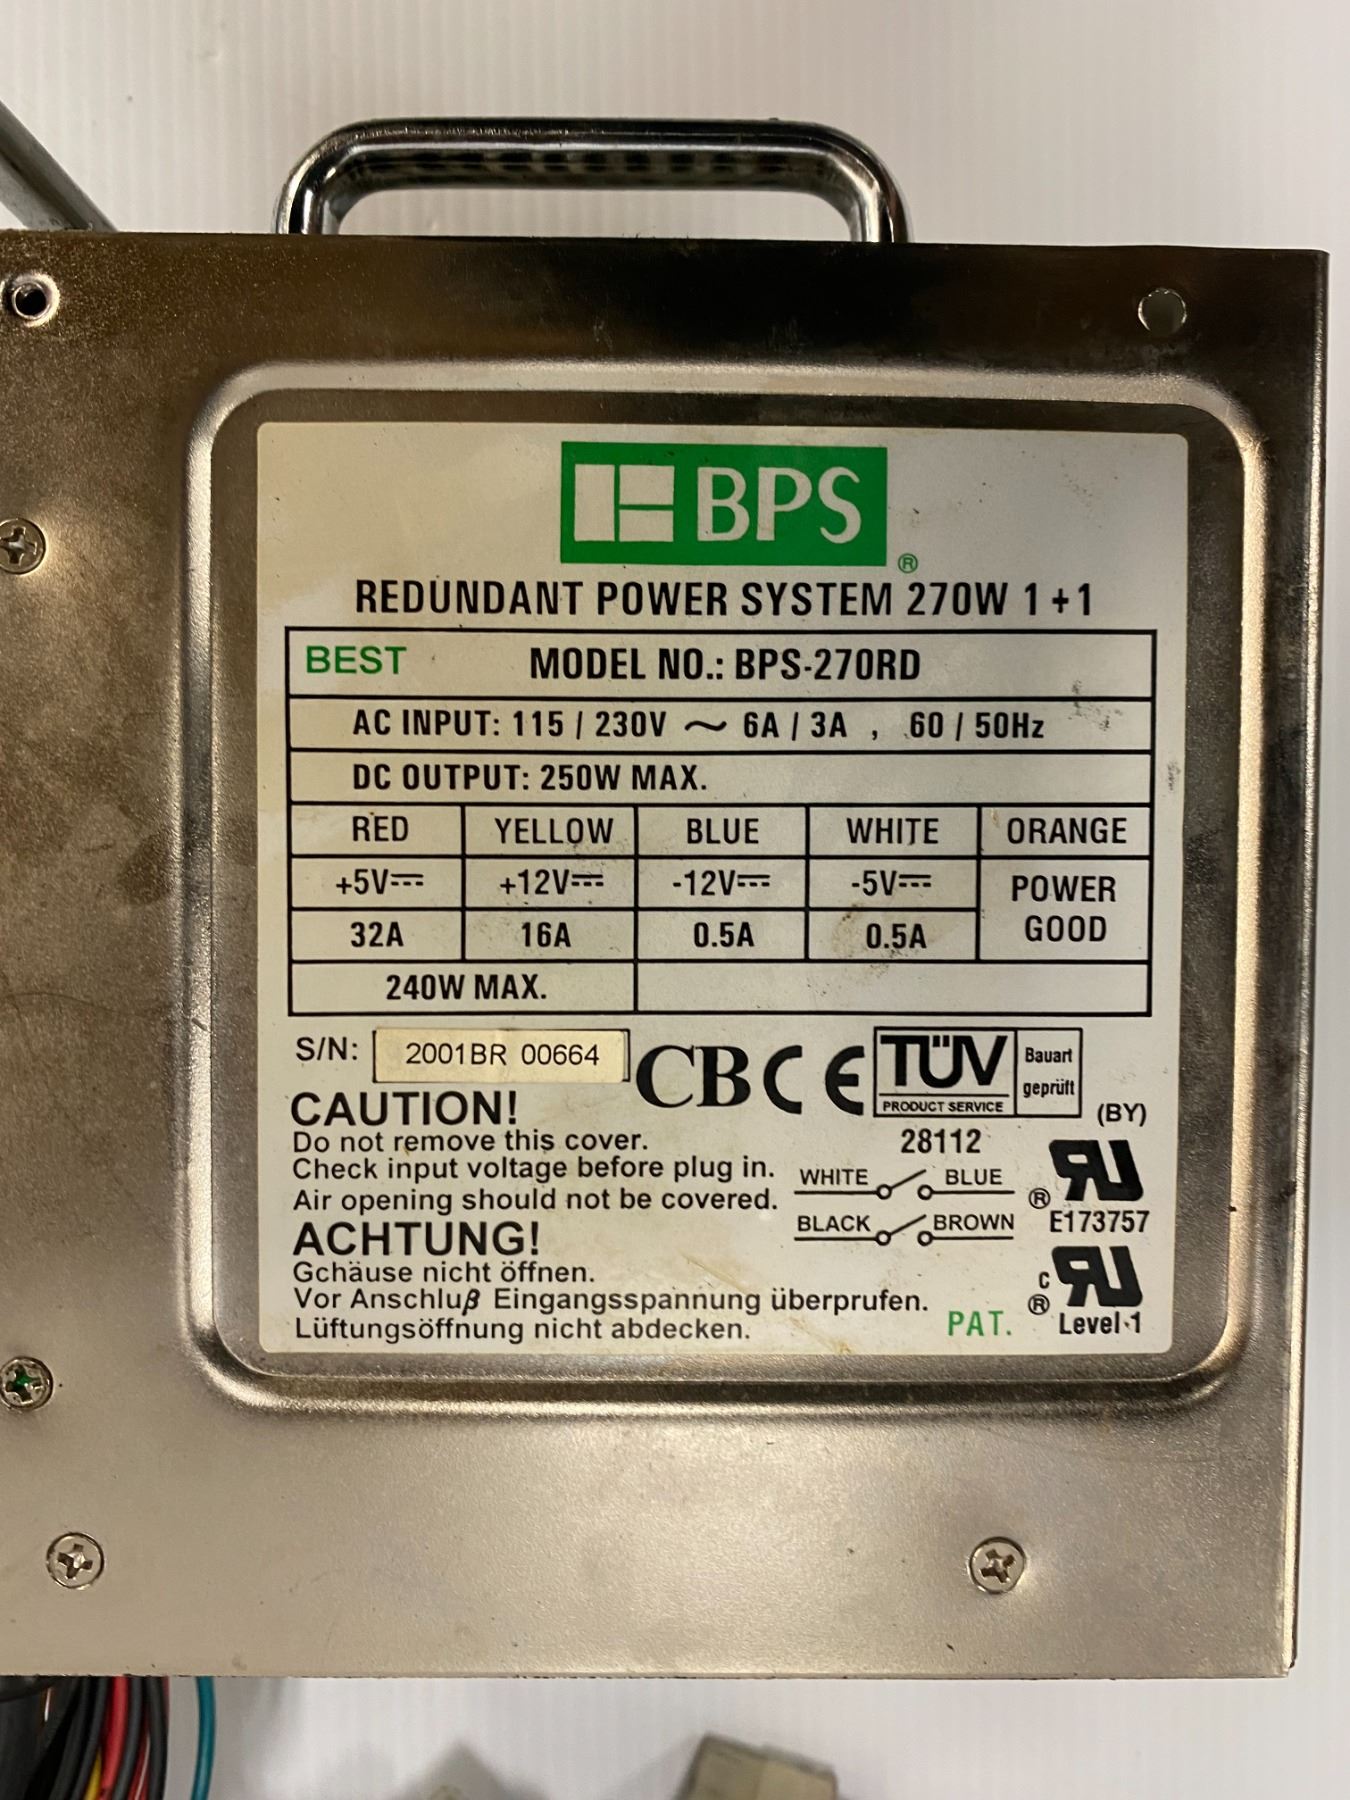 BPS®
REDUNDANT POWER SYSTEM 270W 1+1
BEST MODEL NO.: BPS-270RD
AC INPUT: 115 / 230V ～ 6A / 3A , 60 / 50Hz
DC OUTPUT: 250W MAX.
RED YELLOW BLUE WHITE ORANGE
+5V⎓ +12V⎓ -12V⎓ -5V⎓ POWER GOOD
32A 16A 0.5A 0.5A
240W MAX.
S/N: 2001BR 00664
CB CE TÜV PRODUCT SERVICE Bauart geprüft
(BY)
28112
CAUTION!
Do not remove this cover.
Check input voltage before plug in.
Air opening should not be covered.
WHITE BLUE
BLACK BROWN
RU®
E173757
ACHTUNG!
Gchäuse nicht öffnen.
Vor Anschluβ Eingangsspannung überprufen.
Lüftungsöffnung nicht abdecken.
PAT.
c RU®
Level 1